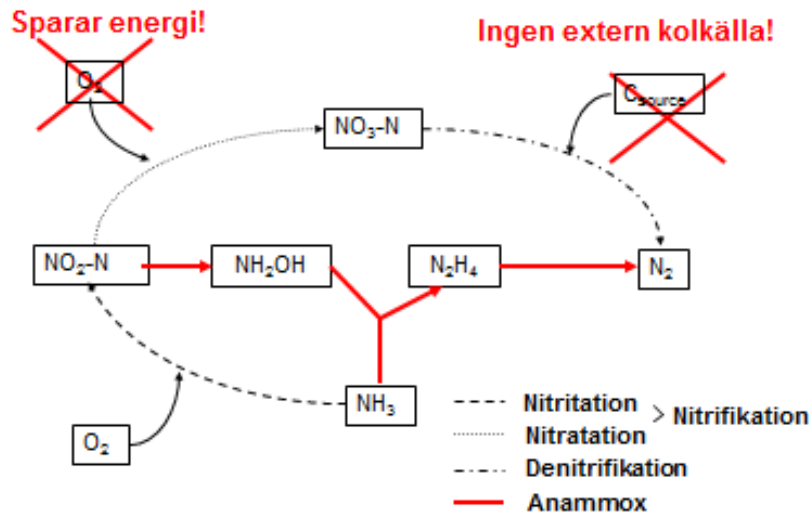 Sparar energi!
Ingen extern kolkälla!
O₂
Csource
NO₃-N
NO₂-N
NH₂OH
N₂H₄
N₂
NH₃
O₂
Nitritation
> Nitrifikation
Nitratation
Denitrifikation
Anammox